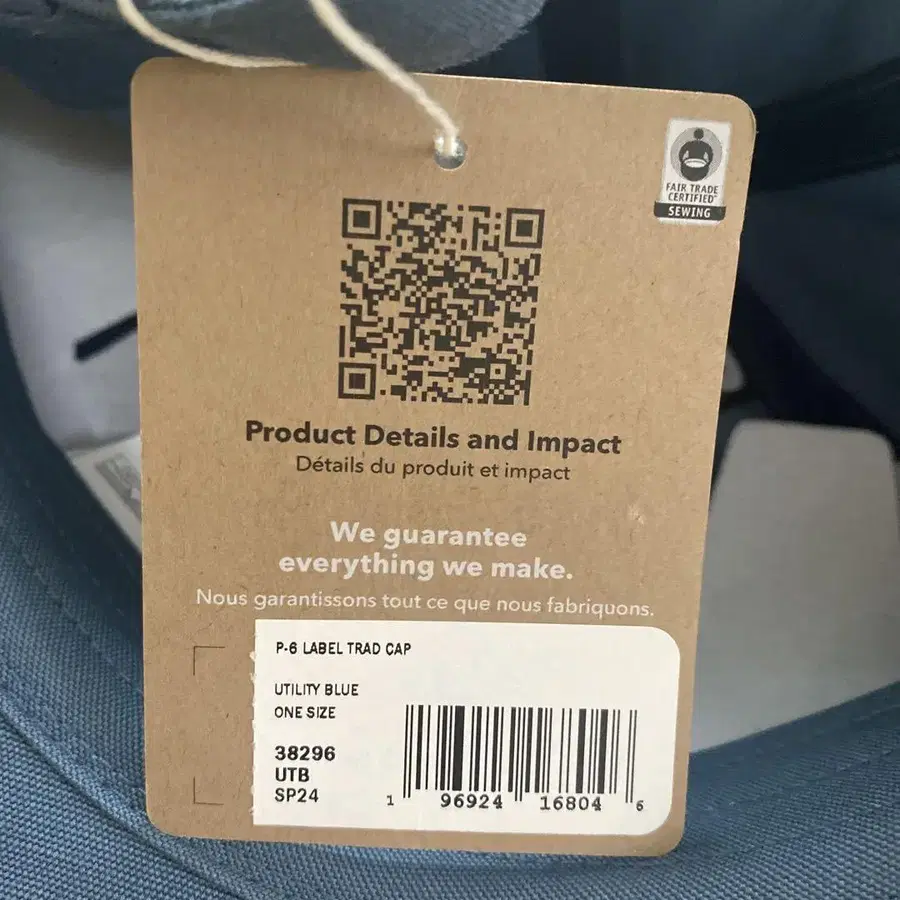 FAIR TRADE
CERTIFIED™
SEWING
Product Details and Impact
Détails du produit et impact
We guarantee
everything we make.
Nous garantissons tout ce que nous fabriquons.
P-6 LABEL TRAD CAP
UTILITY BLUE
ONE SIZE
38296
UTB
SP24
1 96924 16804 6